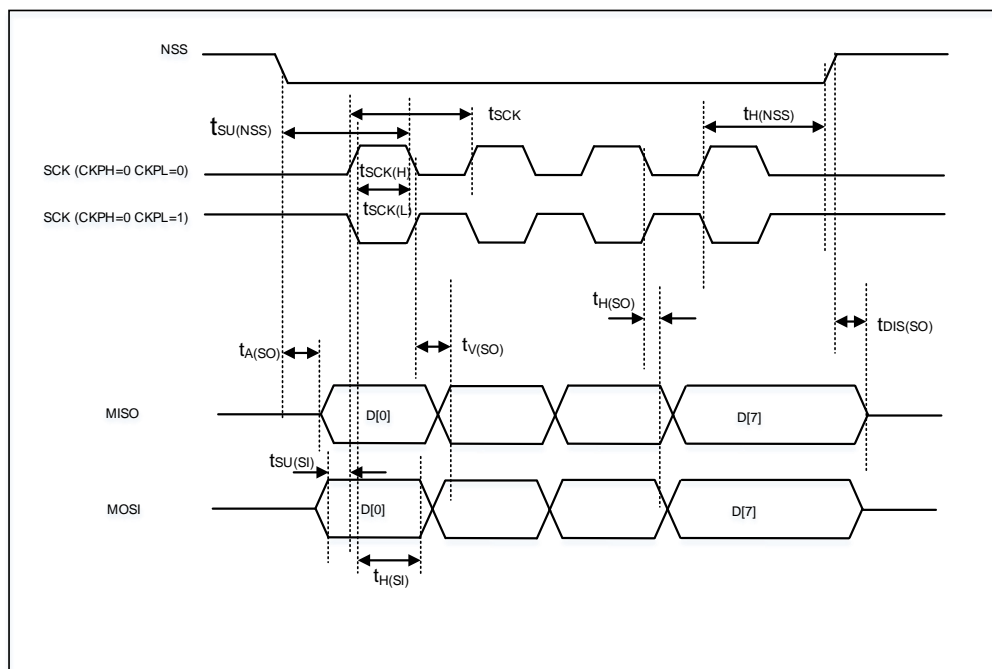 NSS
tSCK
tH(NSS)
tSU(NSS)
SCK (CKPH=0 CKPL=0)
tSCK(H)
tSCK(L)
SCK (CKPH=0 CKPL=1)
tH(SO)
tDIS(SO)
tA(SO)
tV(SO)
MISO
D[0]
D[7]
tSU(SI)
MOSI
D[0]
D[7]
tH(SI)